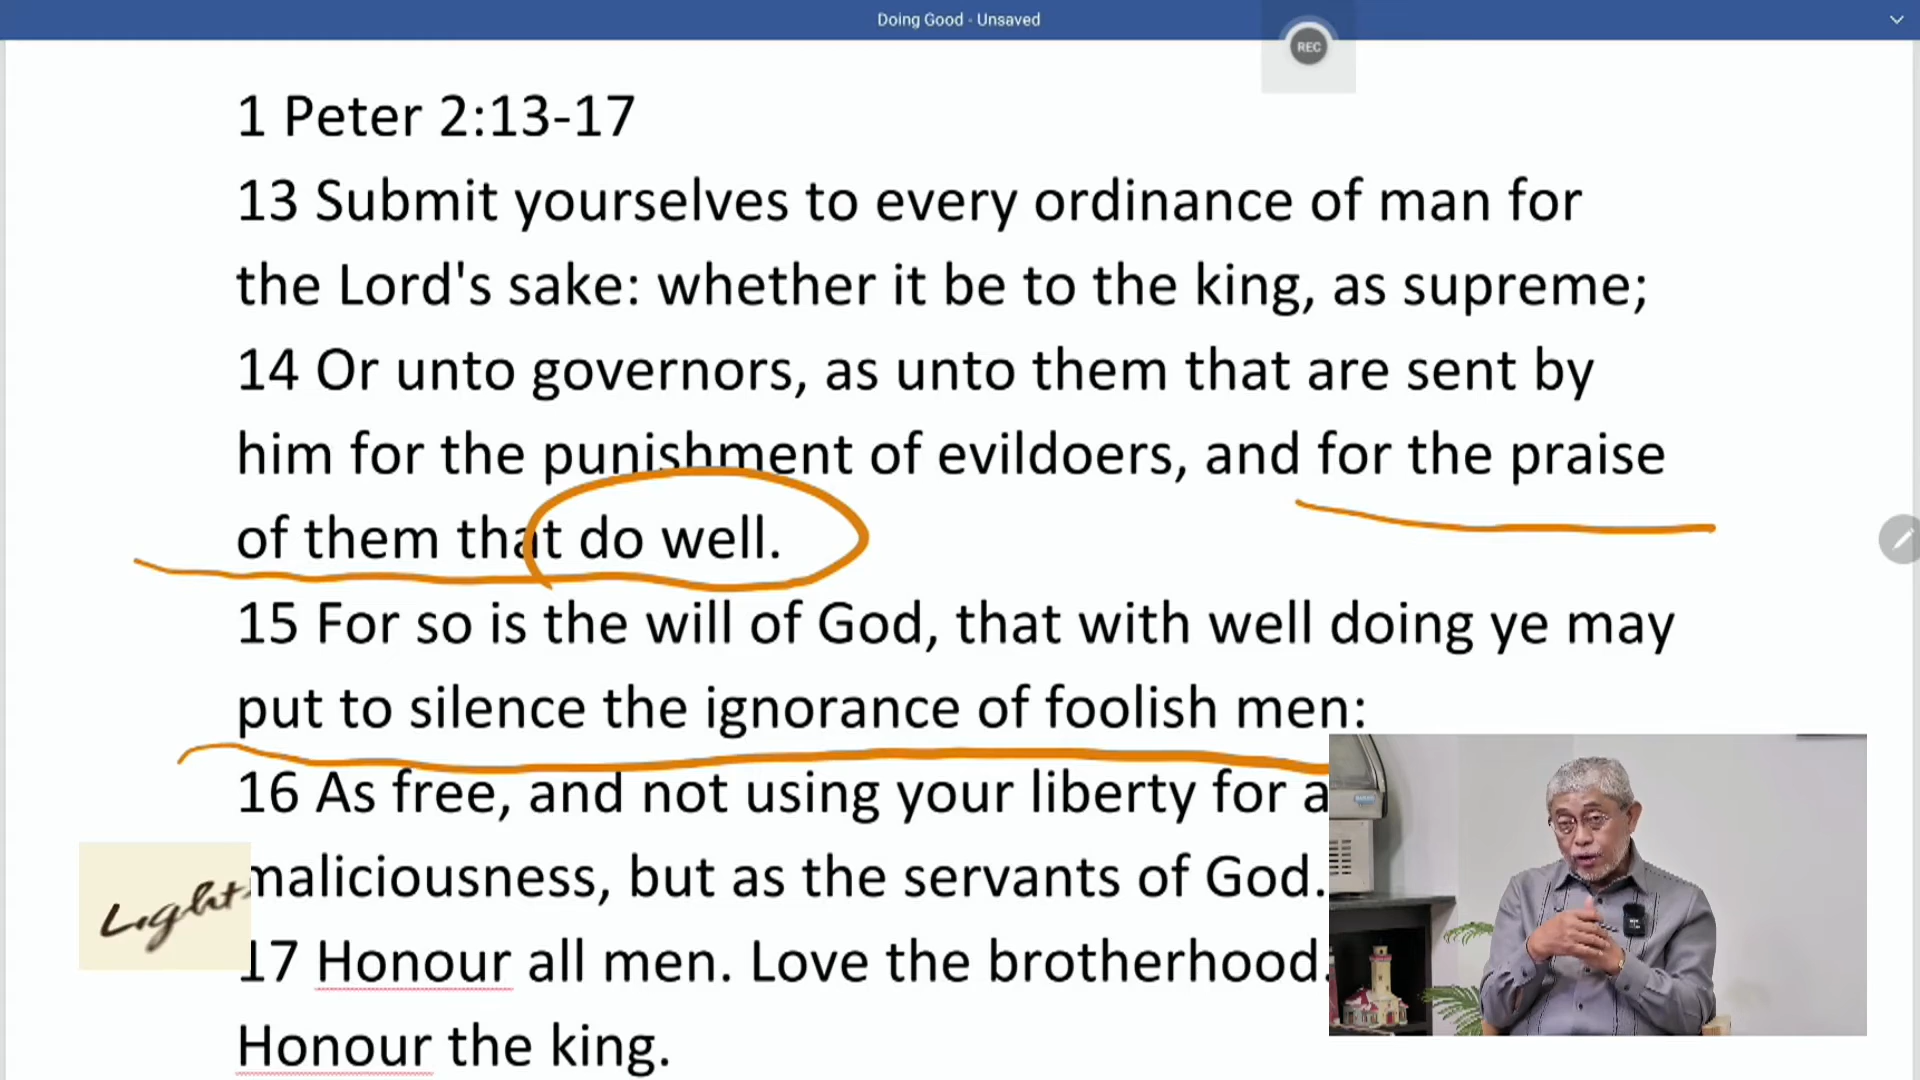 Doing Good - Unsaved
REC
1 Peter 2:13-17
13 Submit yourselves to every ordinance of man for
the Lord's sake: whether it be to the king, as supreme;
14 Or unto governors, as unto them that are sent by
him for the punishment of evildoers, and for the praise
of them that do well.
15 For so is the will of God, that with well doing ye may
put to silence the ignorance of foolish men:
16 As free, and not using your liberty for a
maliciousness, but as the servants of God.
Light
17 Honour all men. Love the brotherhood.
Honour the king.